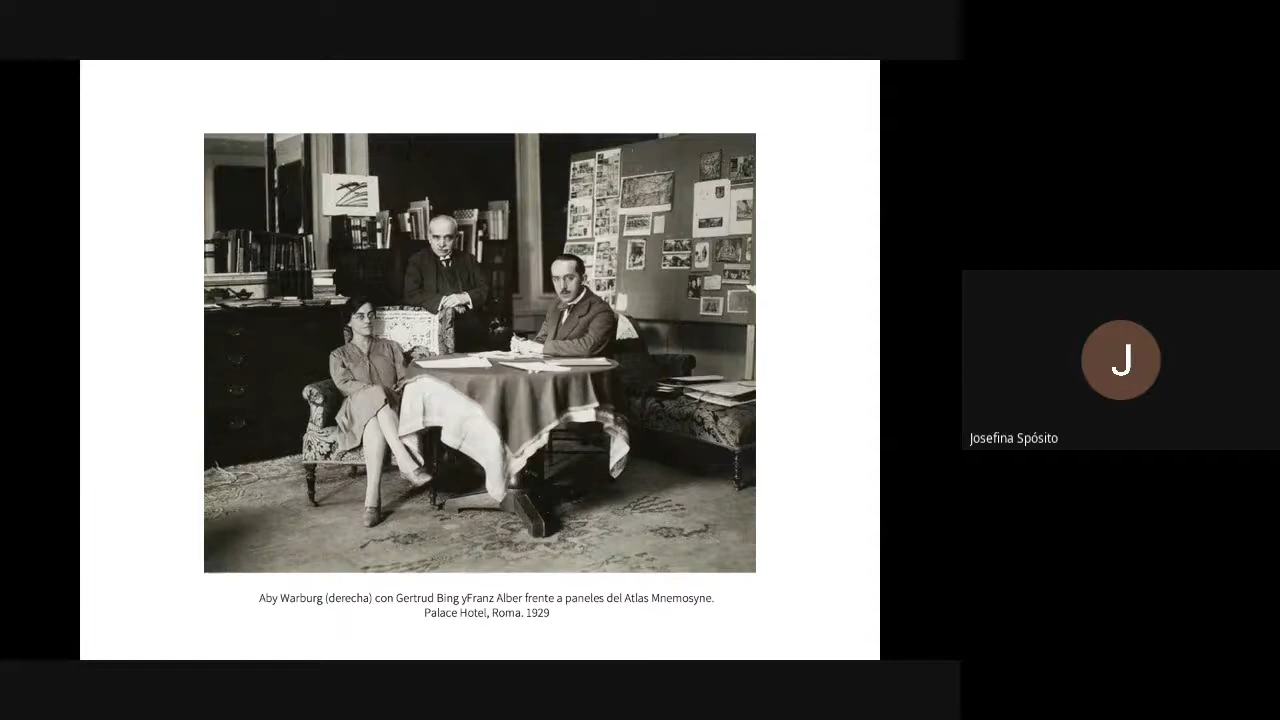 Aby Warburg (derecha) con Gertrud Bing yFranz Alber frente a paneles del Atlas Mnemosyne.
Palace Hotel, Roma. 1929
J
Josefina Spósito